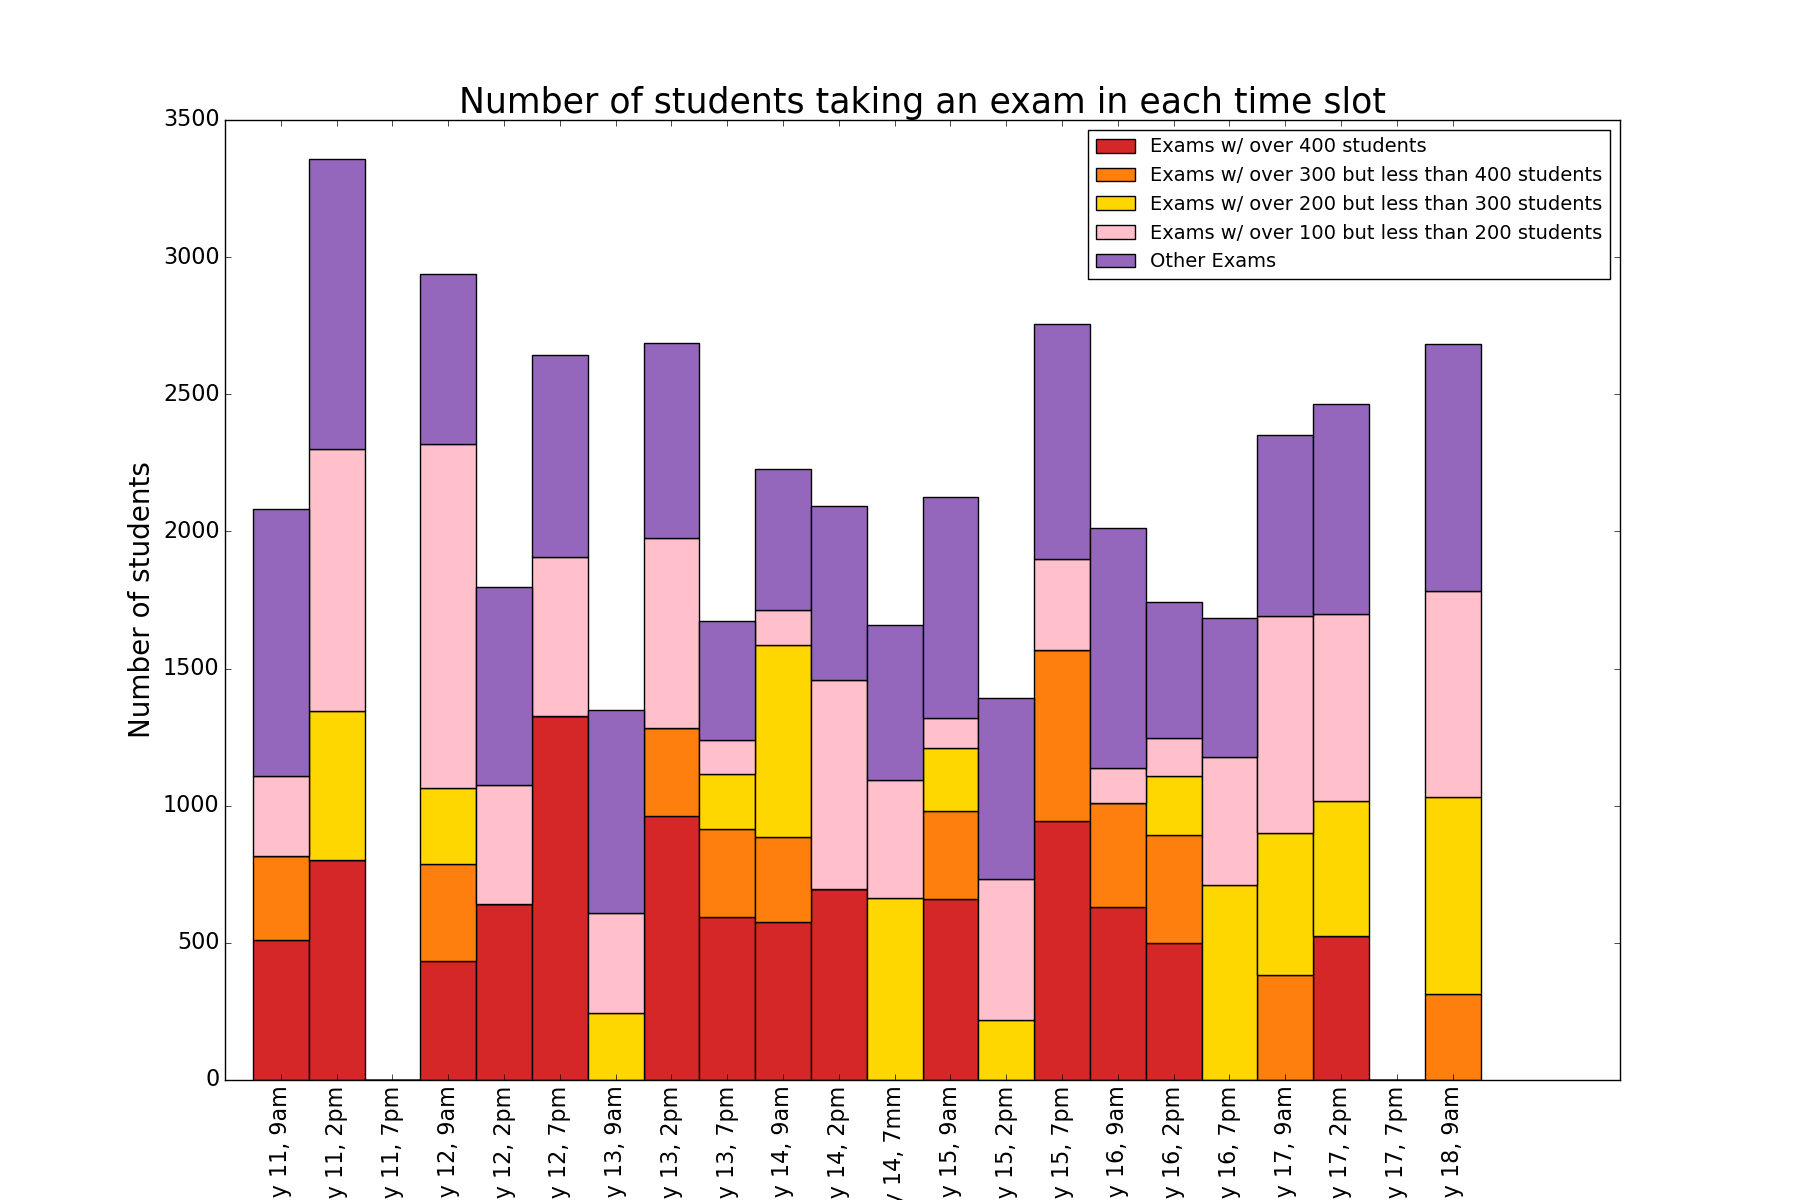 Number of students taking an exam in each time slot
Exams w/ over 400 students
Exams w/ over 300 but less than 400 students
Exams w/ over 200 but less than 300 students
Exams w/ over 100 but less than 200 students
Other Exams
Number of students
3500
3000
2500
2000
1500
1000
500
0
y 11, 9am
y 11, 2pm
y 11, 7pm
y 12, 9am
y 12, 2pm
y 12, 7pm
y 13, 9am
y 13, 2pm
y 13, 7pm
y 14, 9am
y 14, 2pm
y 14, 7mm
y 15, 9am
y 15, 2pm
y 15, 7pm
y 16, 9am
y 16, 2pm
y 16, 7pm
y 17, 9am
y 17, 2pm
y 17, 7pm
y 18, 9am